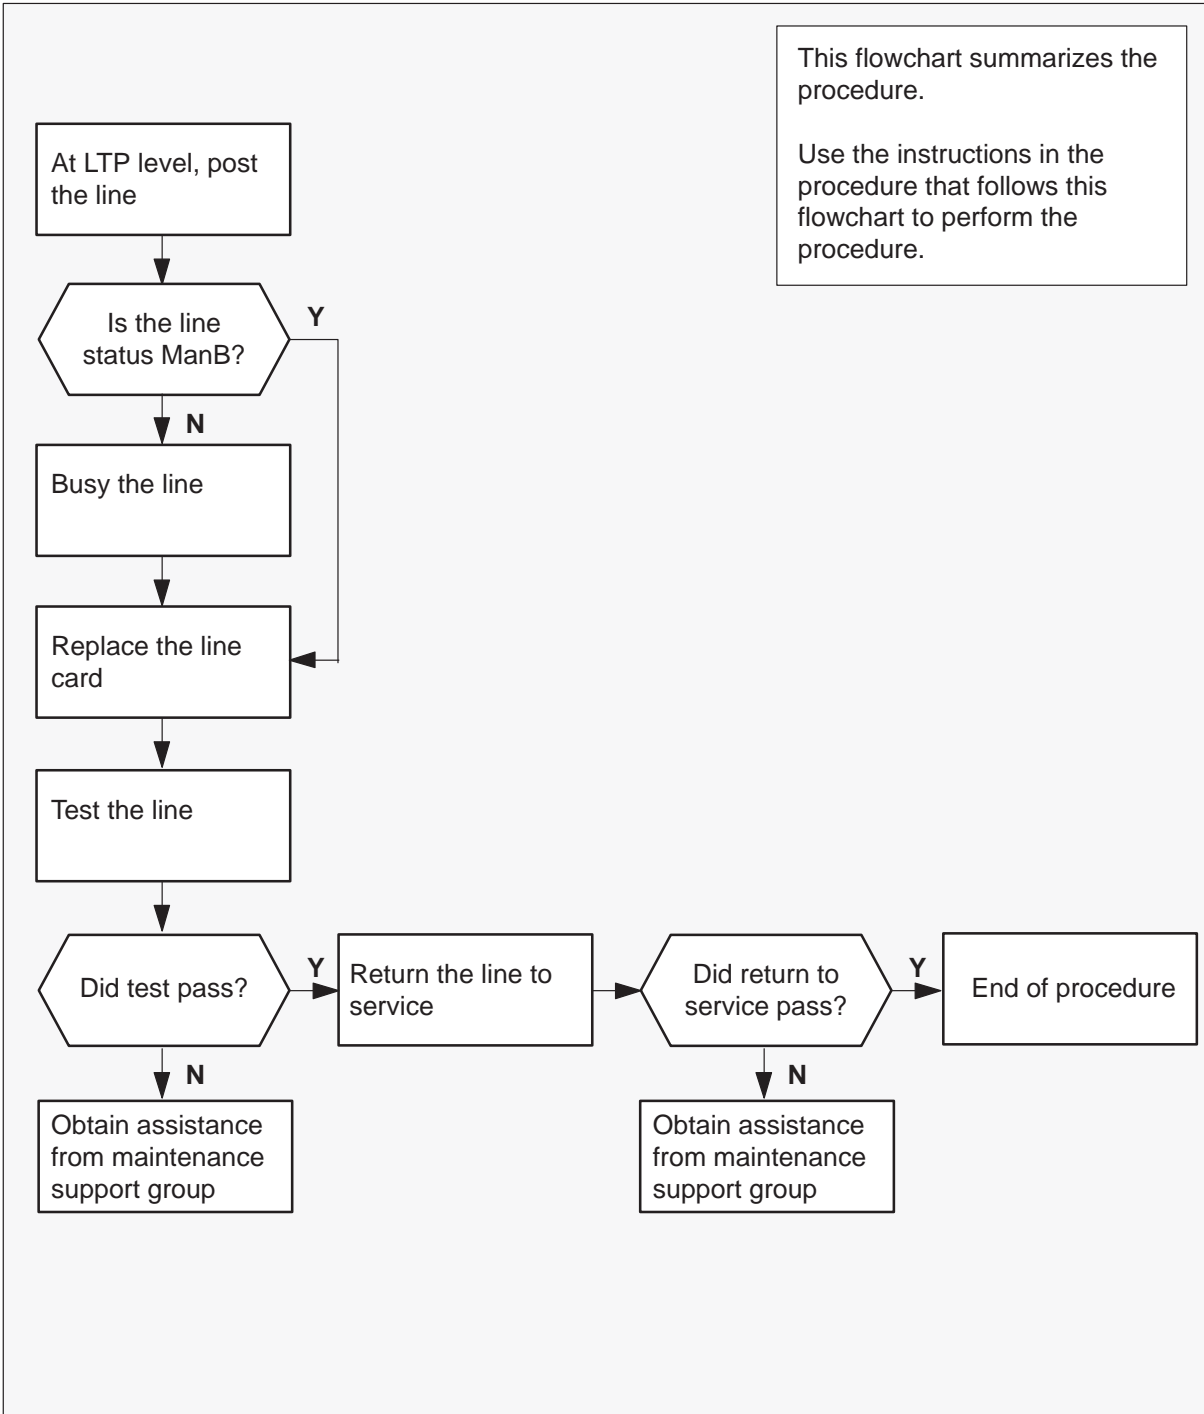 This flowchart summarizes the
procedure.
Use the instructions in the
procedure that follows this
flowchart to perform the
procedure.
At LTP level, post
the line
Is the line
status ManB?
Y
N
Busy the line
Replace the line
card
Test the line
Did test pass?
Y
Return the line to
service
Did return to
service pass?
Y
End of procedure
N
Obtain assistance
from maintenance
support group
N
Obtain assistance
from maintenance
support group